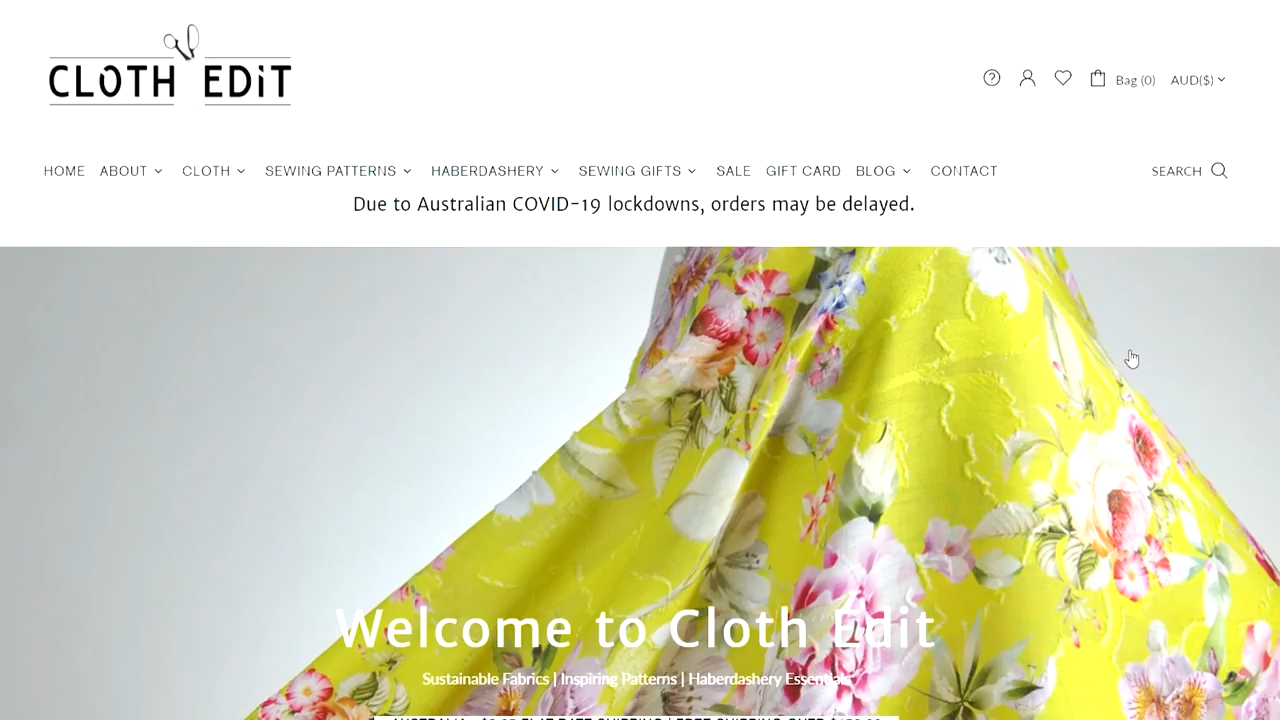 CLOTH EDIT
Bag (0) AUD($)
HOME ABOUT CLOTH SEWING PATTERNS HABERDASHERY SEWING GIFTS SALE GIFT CARD BLOG CONTACT SEARCH
Due to Australian COVID-19 lockdowns, orders may be delayed.
Welcome to Cloth Edit
Sustainable Fabrics | Inspiring Patterns | Haberdashery Essentials